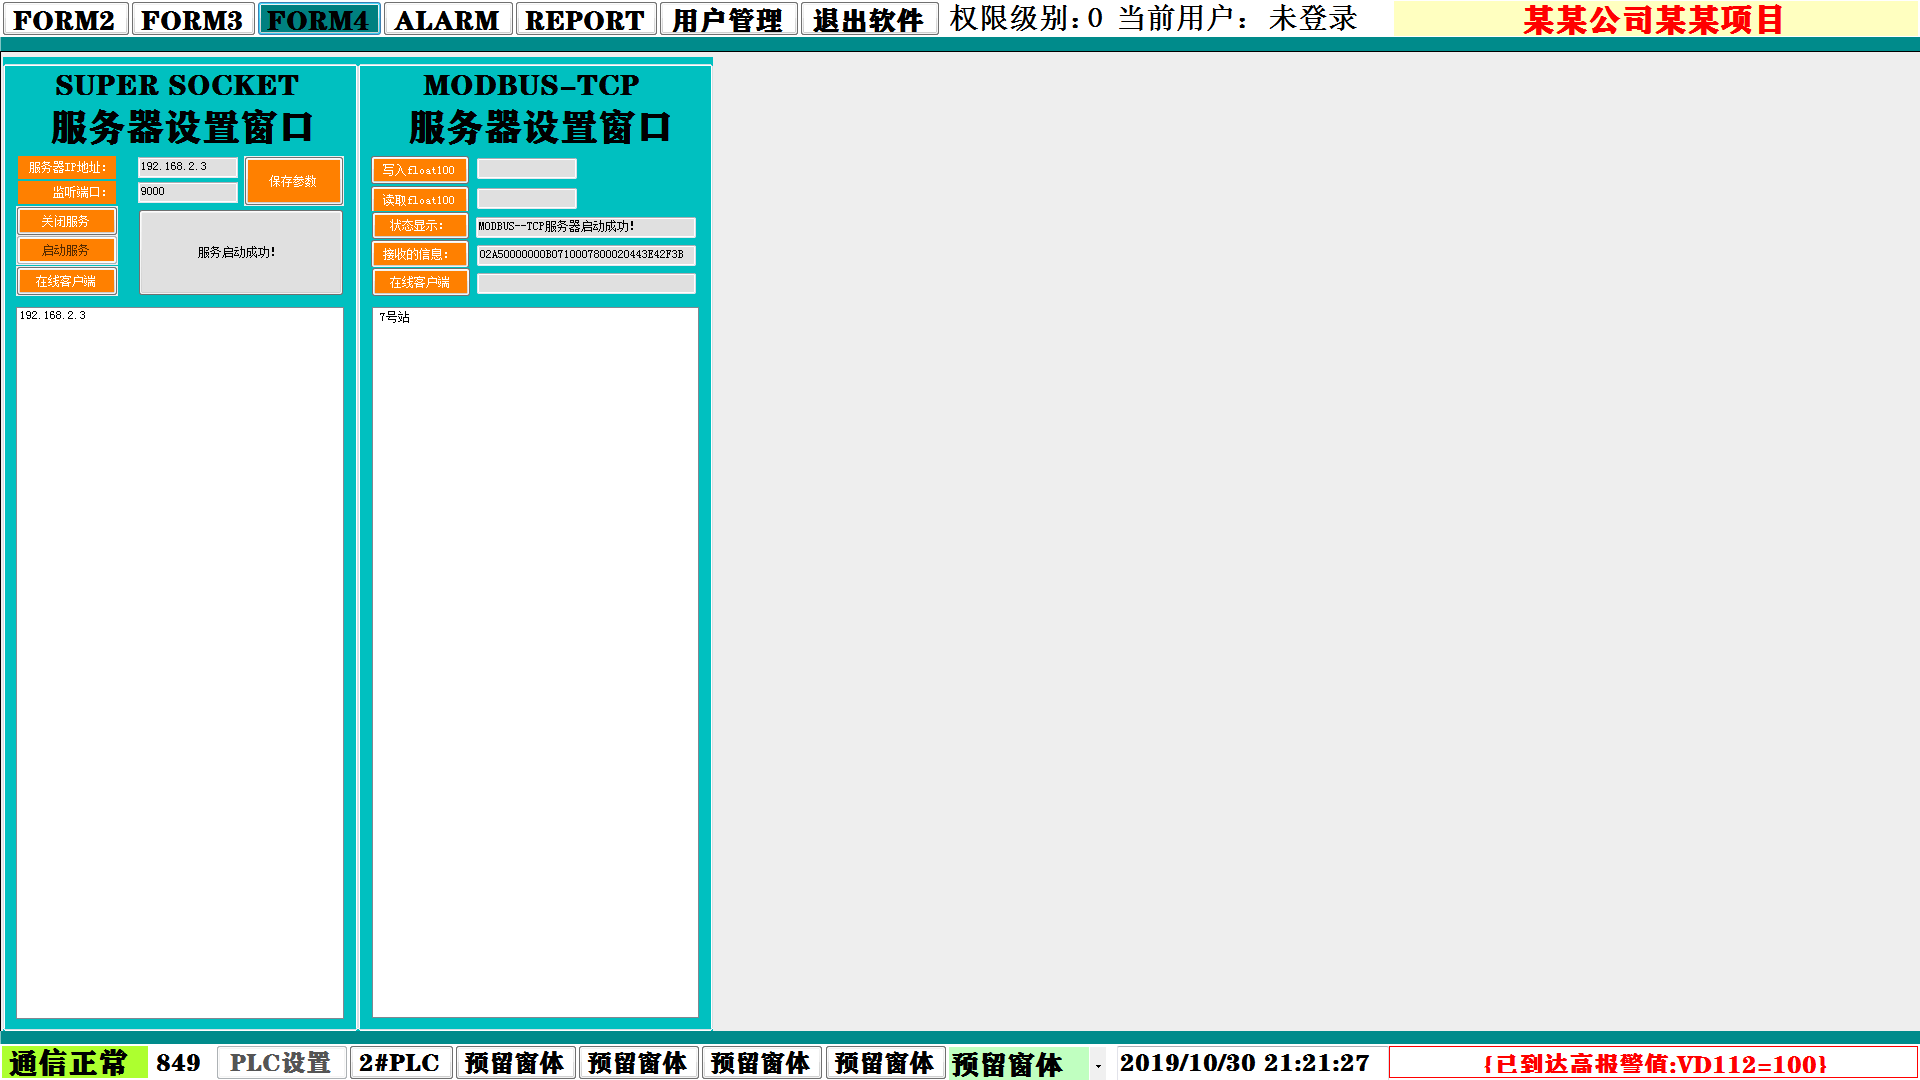 FORM2 FORM3 FORM4 ALARM REPORT 用户管理 退出软件 权限级别:0 当前用户: 未登录 某某公司某某项目
SUPER SOCKET
服务器设置窗口
服务器IP地址: 192.168.2.3 保存参数
监听端口: 9000
关闭服务
启动服务 服务启动成功!
在线客户端
192.168.2.3
MODBUS-TCP
服务器设置窗口
写入float100
读取float100
状态显示: MODBUS--TCP服务器启动成功!
接收的信息: 02A50000000B0710007800020443E42F3B
在线客户端
7号站
通信正常 849 PLC设置 2#PLC 预留窗体 预留窗体 预留窗体 预留窗体 预留窗体 2019/10/30 21:21:27 {已到达高报警值:VD112=100}